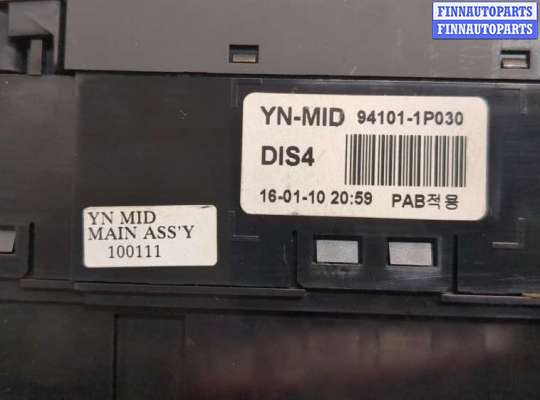 FINNAUTOPARTS
FINNAUTOPARTS
YN-MID 94101-1P030
DIS4
16-01-10 20:59 PAB적용
YN MID
MAIN ASS'Y
100111